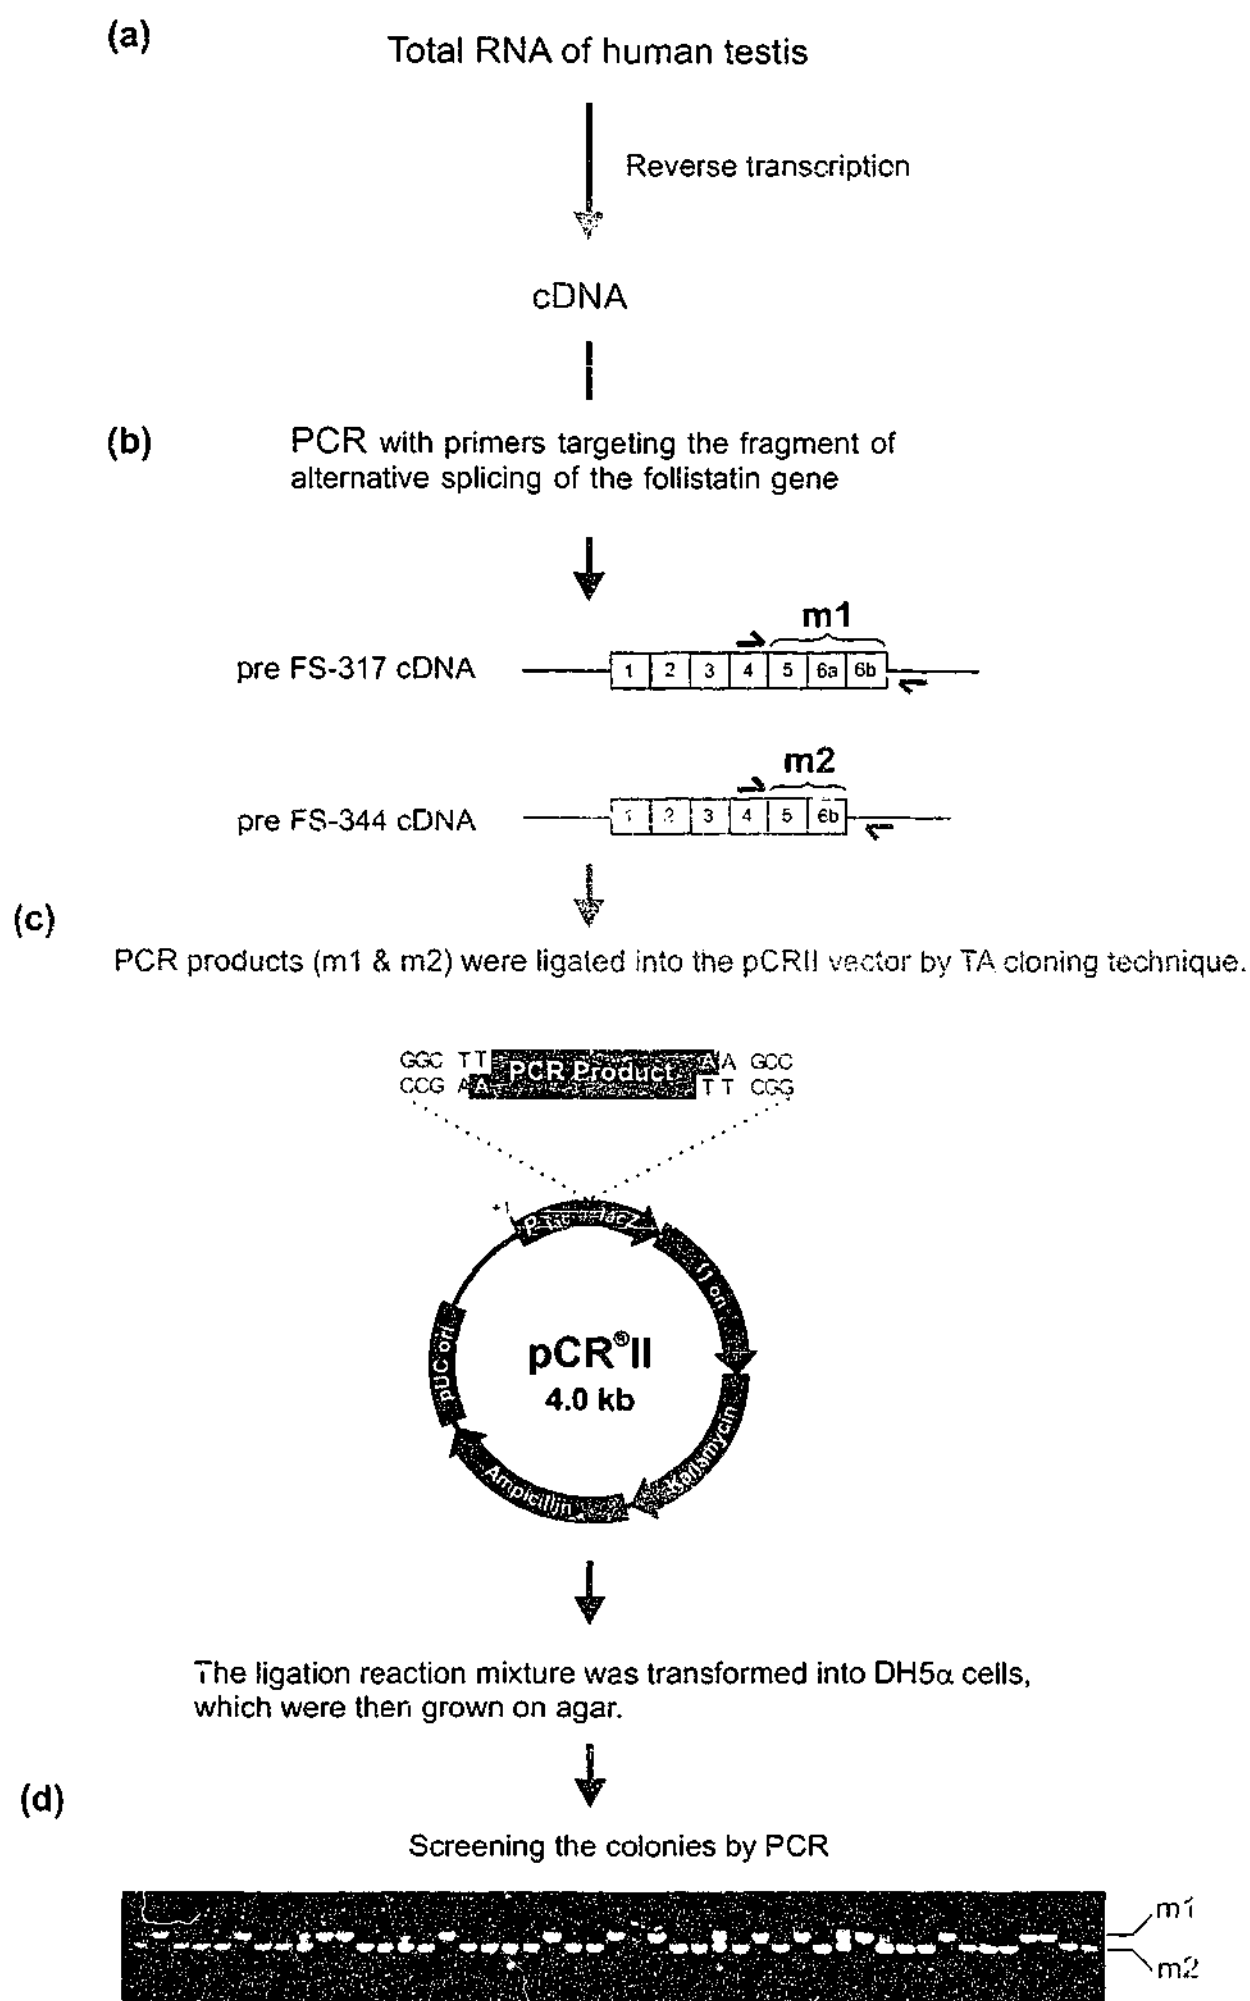 (a)
Total RNA of human testis
Reverse transcription
cDNA
(b)
PCR with primers targeting the fragment of
alternative splicing of the follistatin gene
m1
pre FS-317 cDNA
1 2 3 4 5 6a 6b
m2
pre FS-344 cDNA
1 2 3 4 5 6b
(c)
PCR products (m1 & m2) were ligated into the pCRII vector by TA cloning technique.
GGC TT PCR Product A A GCC
CCG A A TT CGG
+1
P lac lacZ
f1 ori
pUC ori
pCR®II
4.0 kb
Kanamycin
Ampicillin
The ligation reaction mixture was transformed into DH5α cells,
which were then grown on agar.
(d)
Screening the colonies by PCR
m1
m2